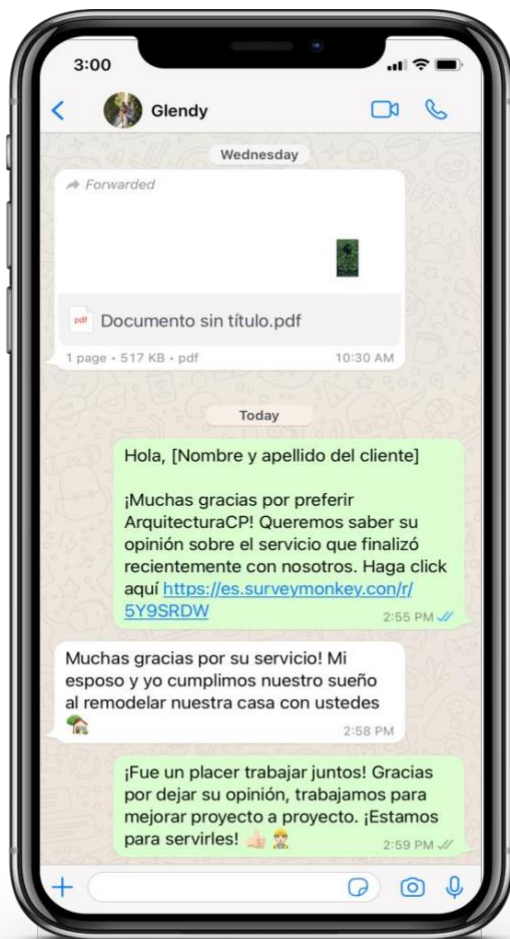 3:00
Glendy
Wednesday
Forwarded
pdf
Documento sin título.pdf
1 page • 517 KB • pdf
10:30 AM
Today
Hola, [Nombre y apellido del cliente]
¡Muchas gracias por preferir
ArquitecturaCP! Queremos saber su
opinión sobre el servicio que finalizó
recientemente con nosotros. Haga click
aquí https://es.surveymonkey.con/r/
5Y9SRDW
2:55 PM
Muchas gracias por su servicio! Mi
esposo y yo cumplimos nuestro sueño
al remodelar nuestra casa con ustedes
🏡
2:58 PM
¡Fue un placer trabajar juntos! Gracias
por dejar su opinión, trabajamos para
mejorar proyecto a proyecto. ¡Estamos
para servirles! 👍🏻 👷🏼
2:59 PM